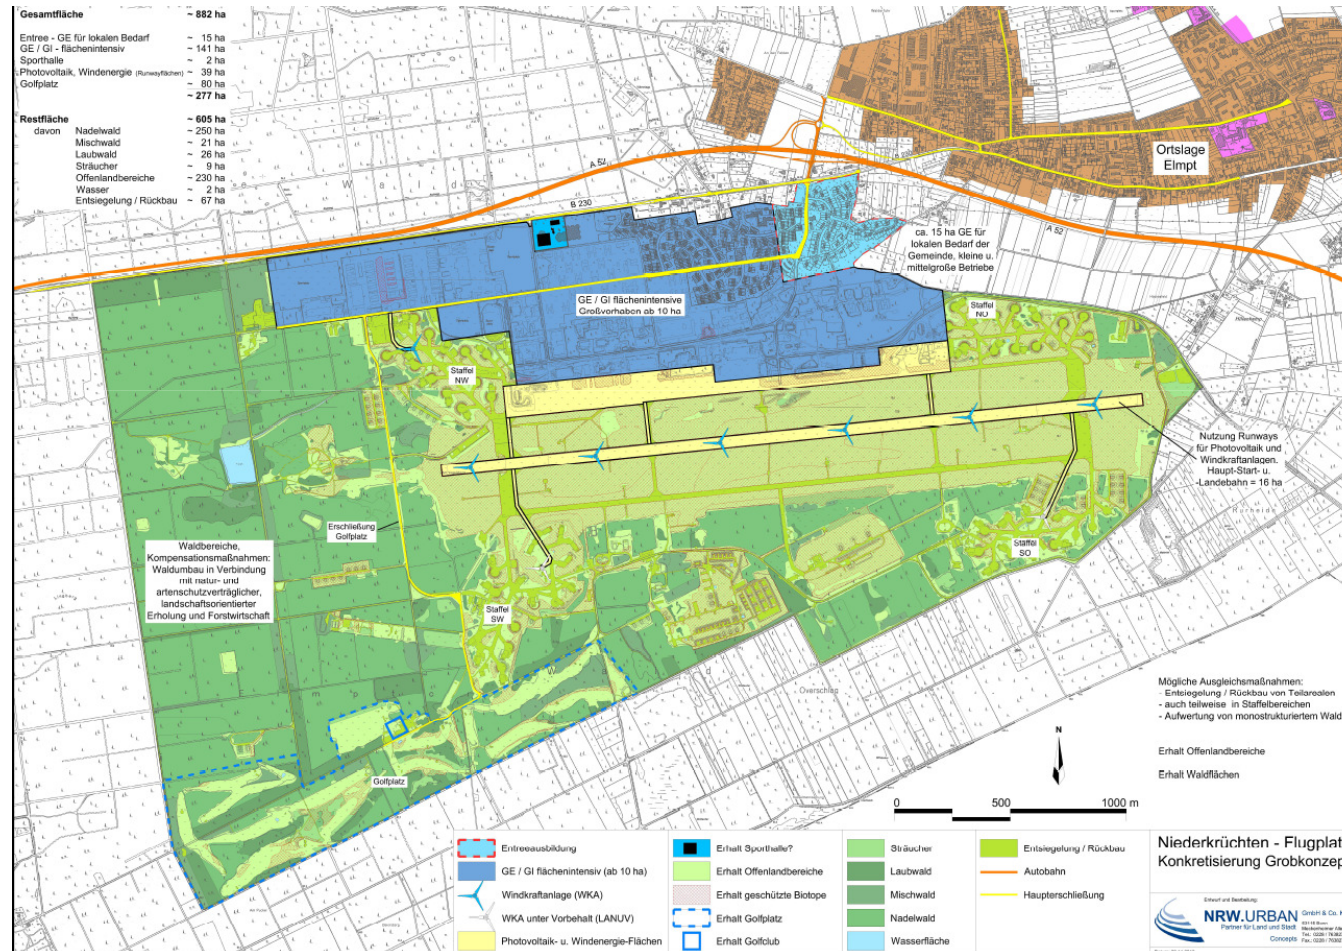 Gesamtfläche ~ 882 ha
Entree - GE für lokalen Bedarf ~ 15 ha
GE / GI - flächenintensiv ~ 141 ha
Sporthalle ~ 2 ha
Photovoltaik, Windenergie (Runwayflächen) ~ 39 ha
Golfplatz ~ 80 ha
~ 277 ha
Restfläche ~ 605 ha
davon Nadelwald ~ 250 ha
Mischwald ~ 21 ha
Laubwald ~ 26 ha
Sträucher ~ 9 ha
Offenlandbereiche ~ 230 ha
Wasser ~ 2 ha
Entsiegelung / Rückbau ~ 67 ha
W a l d
A 52
B 230
Ortslage
Elmpt
A 52
ca. 15 ha GE für
lokalen Bedarf der
Gemeinde, kleine u.
mittelgroße Betriebe
GE / GI flächenintensive
Großvorhaben ab 10 ha
Staffel
NO
Staffel
NW
Nutzung Runways
für Photovoltaik und
Windkraftanlagen.
Haupt-Start- u.
-Landebahn = 16 ha
Erschließung
Golfplatz
Waldbereiche,
Kompensationsmaßnahmen:
Waldumbau in Verbindung
mit natur- und
artenschutzverträglicher,
landschaftsorientierter
Erholung und Forstwirtschaft
Staffel
SO
Staffel
SW
Overschlag
Golfplatz
Mögliche Ausgleichsmaßnahmen:
- Entsiegelung / Rückbau von Teilarealen
- auch teilweise in Staffelbereichen
- Aufwertung von monostrukturiertem Wald
Erhalt Offenlandbereiche
Erhalt Waldflächen
N
0 500 1000 m
Entreeausbildung
GE / GI flächenintensiv (ab 10 ha)
Windkraftanlage (WKA)
WKA unter Vorbehalt (LANUV)
Photovoltaik- u. Windenergie-Flächen
Erhalt Sporthalle?
Erhalt Offenlandbereiche
Erhalt geschützte Biotope
Erhalt Golfplatz
Erhalt Golfclub
Sträucher
Laubwald
Mischwald
Nadelwald
Wasserfläche
Entsiegelung / Rückbau
Autobahn
Haupterschließung
Niederkrüchten - Flugplat
Konkretisierung Grobkonzep
Entwurf und Bearbeitung
NRW.URBAN GmbH & Co. K
Partner für Land und Stadt
Concepts